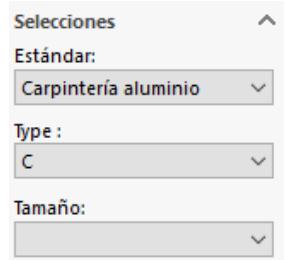 Selecciones
Estándar:
Carpintería aluminio
Type :
C
Tamaño: